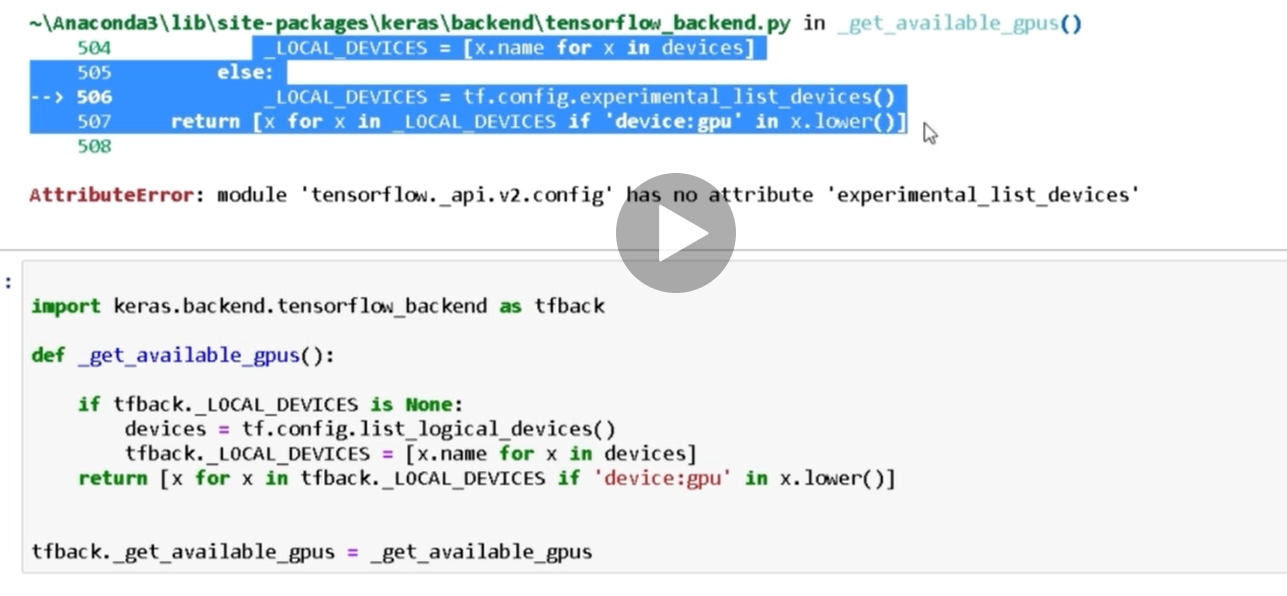 ~\Anaconda3\lib\site-packages\keras\backend\tensorflow_backend.py in _get_available_gpus()
504 _LOCAL_DEVICES = [x.name for x in devices]
505 else:
--> 506 _LOCAL_DEVICES = tf.config.experimental_list_devices()
507 return [x for x in _LOCAL_DEVICES if 'device:gpu' in x.lower()]
508
AttributeError: module 'tensorflow._api.v2.config' has no attribute 'experimental_list_devices'
:
import keras.backend.tensorflow_backend as tfback
def _get_available_gpus():
if tfback._LOCAL_DEVICES is None:
devices = tf.config.list_logical_devices()
tfback._LOCAL_DEVICES = [x.name for x in devices]
return [x for x in tfback._LOCAL_DEVICES if 'device:gpu' in x.lower()]
tfback._get_available_gpus = _get_available_gpus